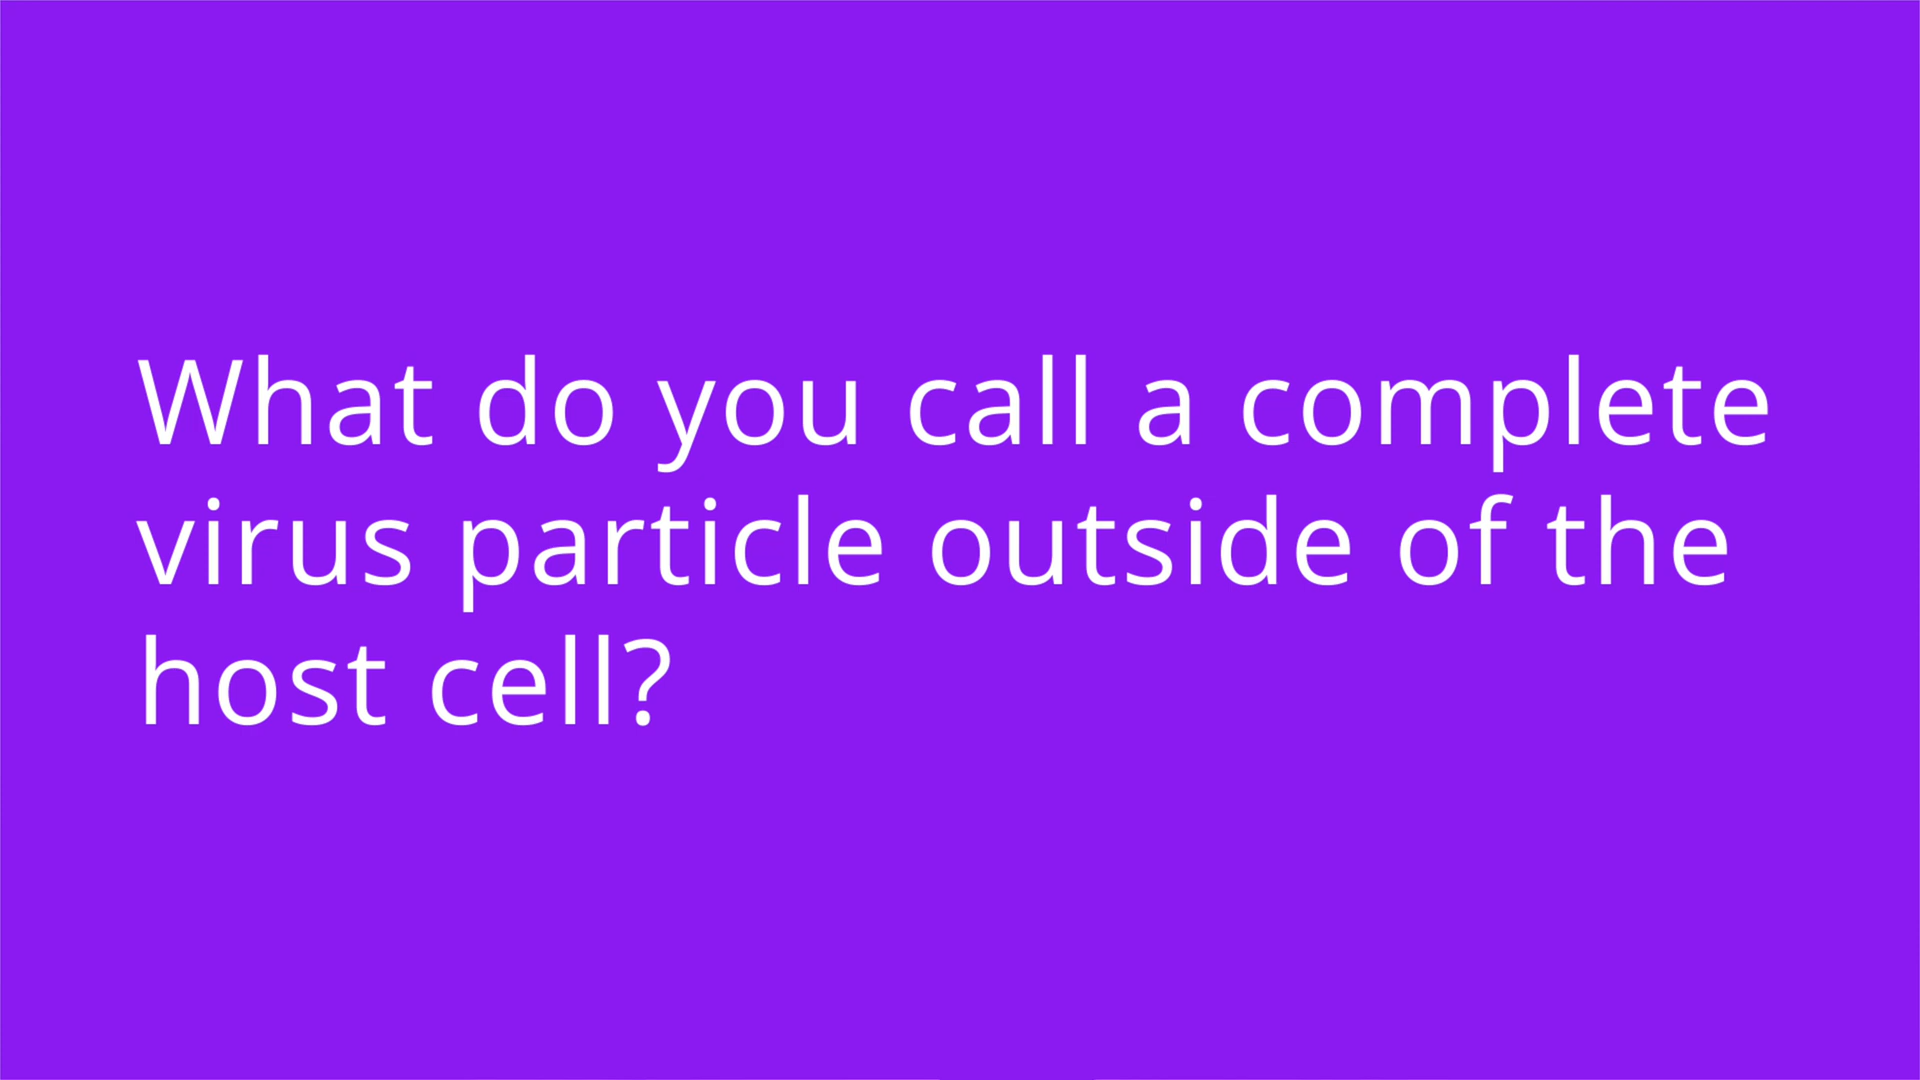 What do you call a complete
virus particle outside of the
host cell?